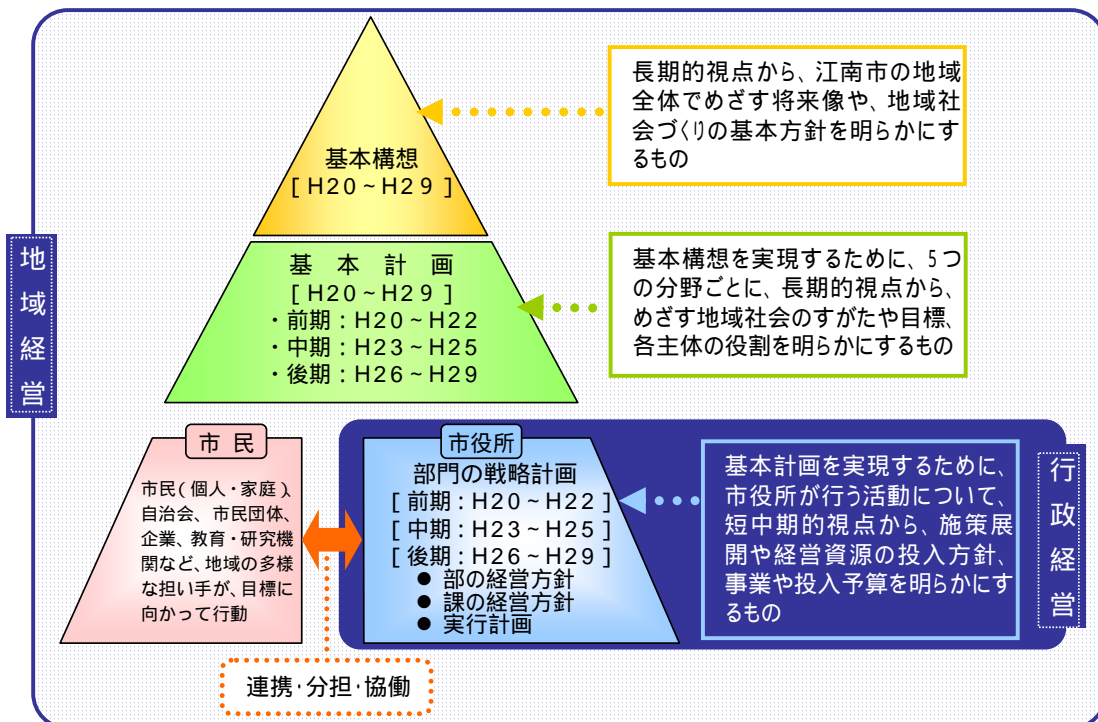 長期的視点から、江南市の地域
全体でめざす将来像や、地域社
会づくりの基本方針を明らかにす
るもの
基本構想
[ H20~H29 ]
地域経営
基本計画
[H20~H29]
・前期:H20~H22
・中期:H23~H25
・後期:H26~H29
基本構想を実現するために、5つ
の分野ごとに、長期的視点から、
めざす地域社会のすがたや目標、
各主体の役割を明らかにするもの
市民
市民(個人・家庭)、
自治会、市民団体、
企業、教育・研究機
関など、地域の多様
な担い手が、目標に
向かって行動
市役所
部門の戦略計画
[ 前期:H20~H22 ]
[ 中期:H23~H25 ]
[ 後期:H26~H29 ]
● 部の経営方針
● 課の経営方針
● 実行計画
基本計画を実現するために、
市役所が行う活動について、
短中期的視点から、施策展
開や経営資源の投入方針、
事業や投入予算を明らかにす
るもの
行政経営
連携・分担・協働